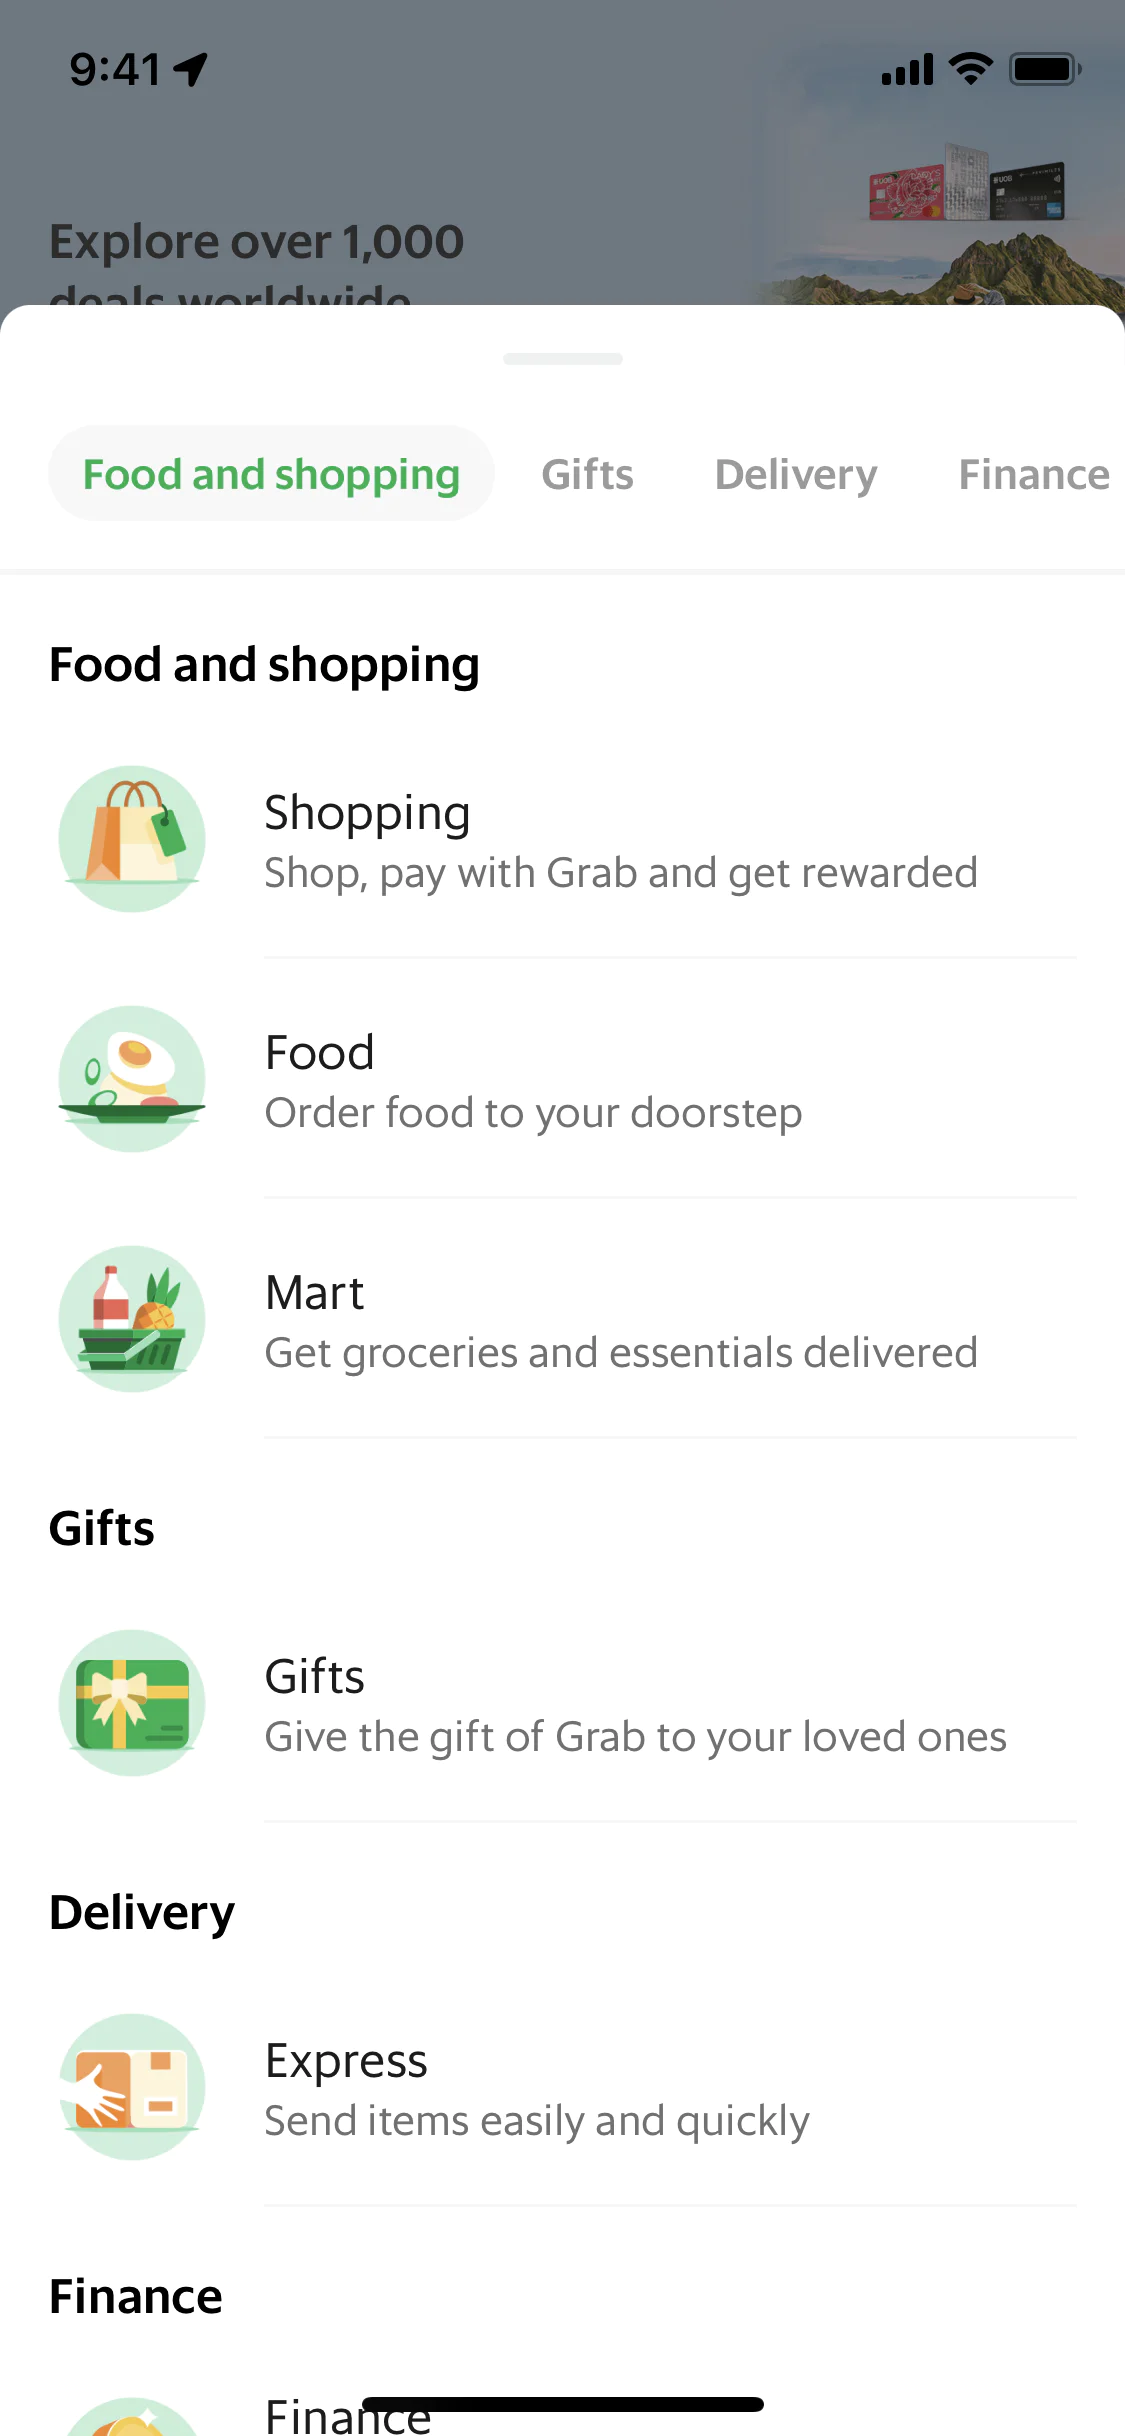 9:41
Explore over 1,000
deals worldwide
Food and shopping
Gifts
Delivery
Finance
Food and shopping
Shopping
Shop, pay with Grab and get rewarded
Food
Order food to your doorstep
Mart
Get groceries and essentials delivered
Gifts
Gifts
Give the gift of Grab to your loved ones
Delivery
Express
Send items easily and quickly
Finance
Finance